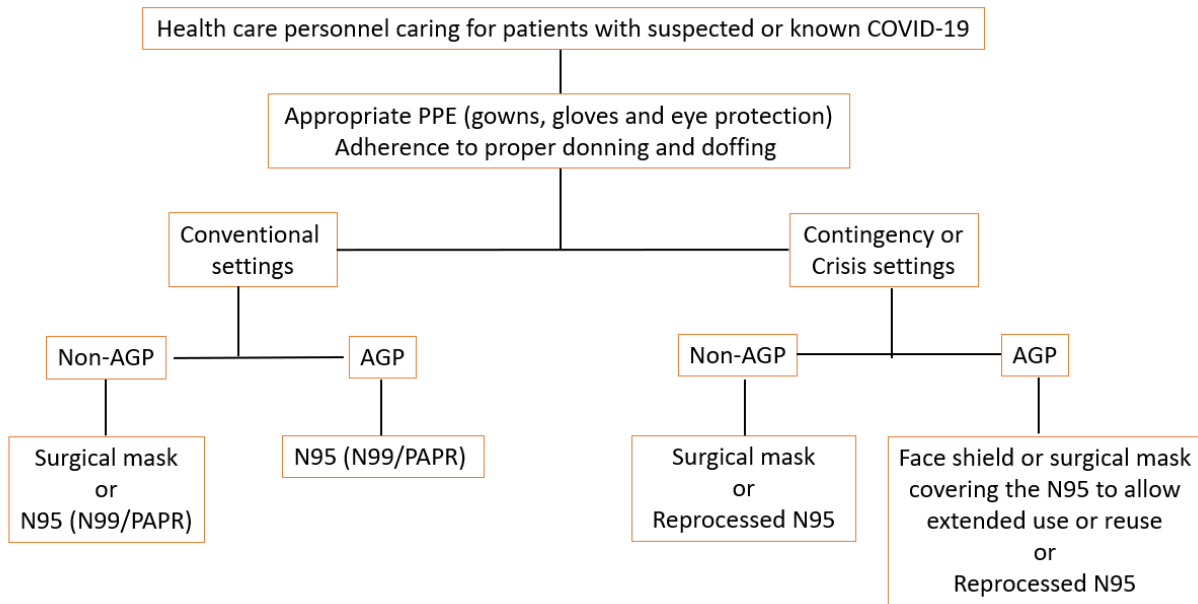 Health care personnel caring for patients with suspected or known COVID-19
Appropriate PPE (gowns, gloves and eye protection)
Adherence to proper donning and doffing
Conventional
settings
Contingency or
Crisis settings
Non-AGP
AGP
Non-AGP
AGP
Surgical mask
or
N95 (N99/PAPR)
N95 (N99/PAPR)
Surgical mask
or
Reprocessed N95
Face shield or surgical mask
covering the N95 to allow
extended use or reuse
or
Reprocessed N95